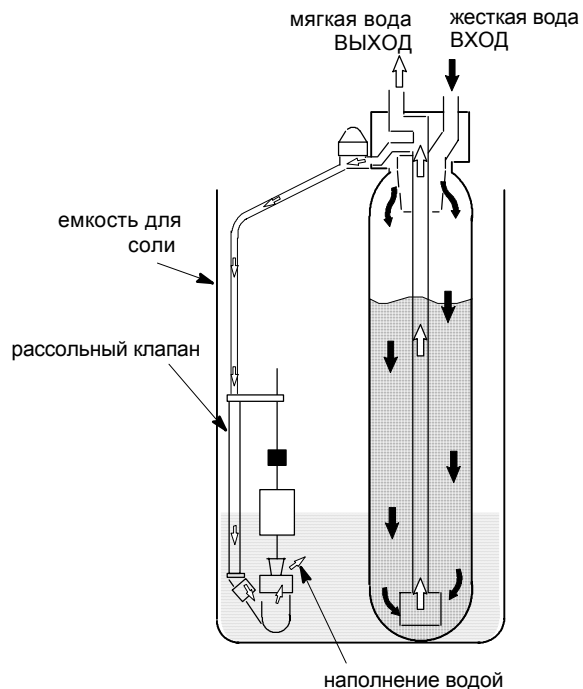 мягкая вода
ВЫХОД
жесткая вода
ВХОД
емкость для
соли
рассольный клапан
наполнение водой